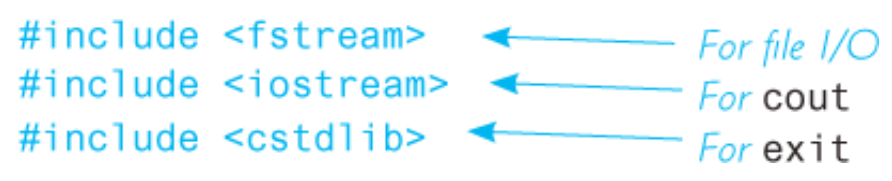 #include <fstream> For file I/O
#include <iostream> For cout
#include <cstdlib> For exit